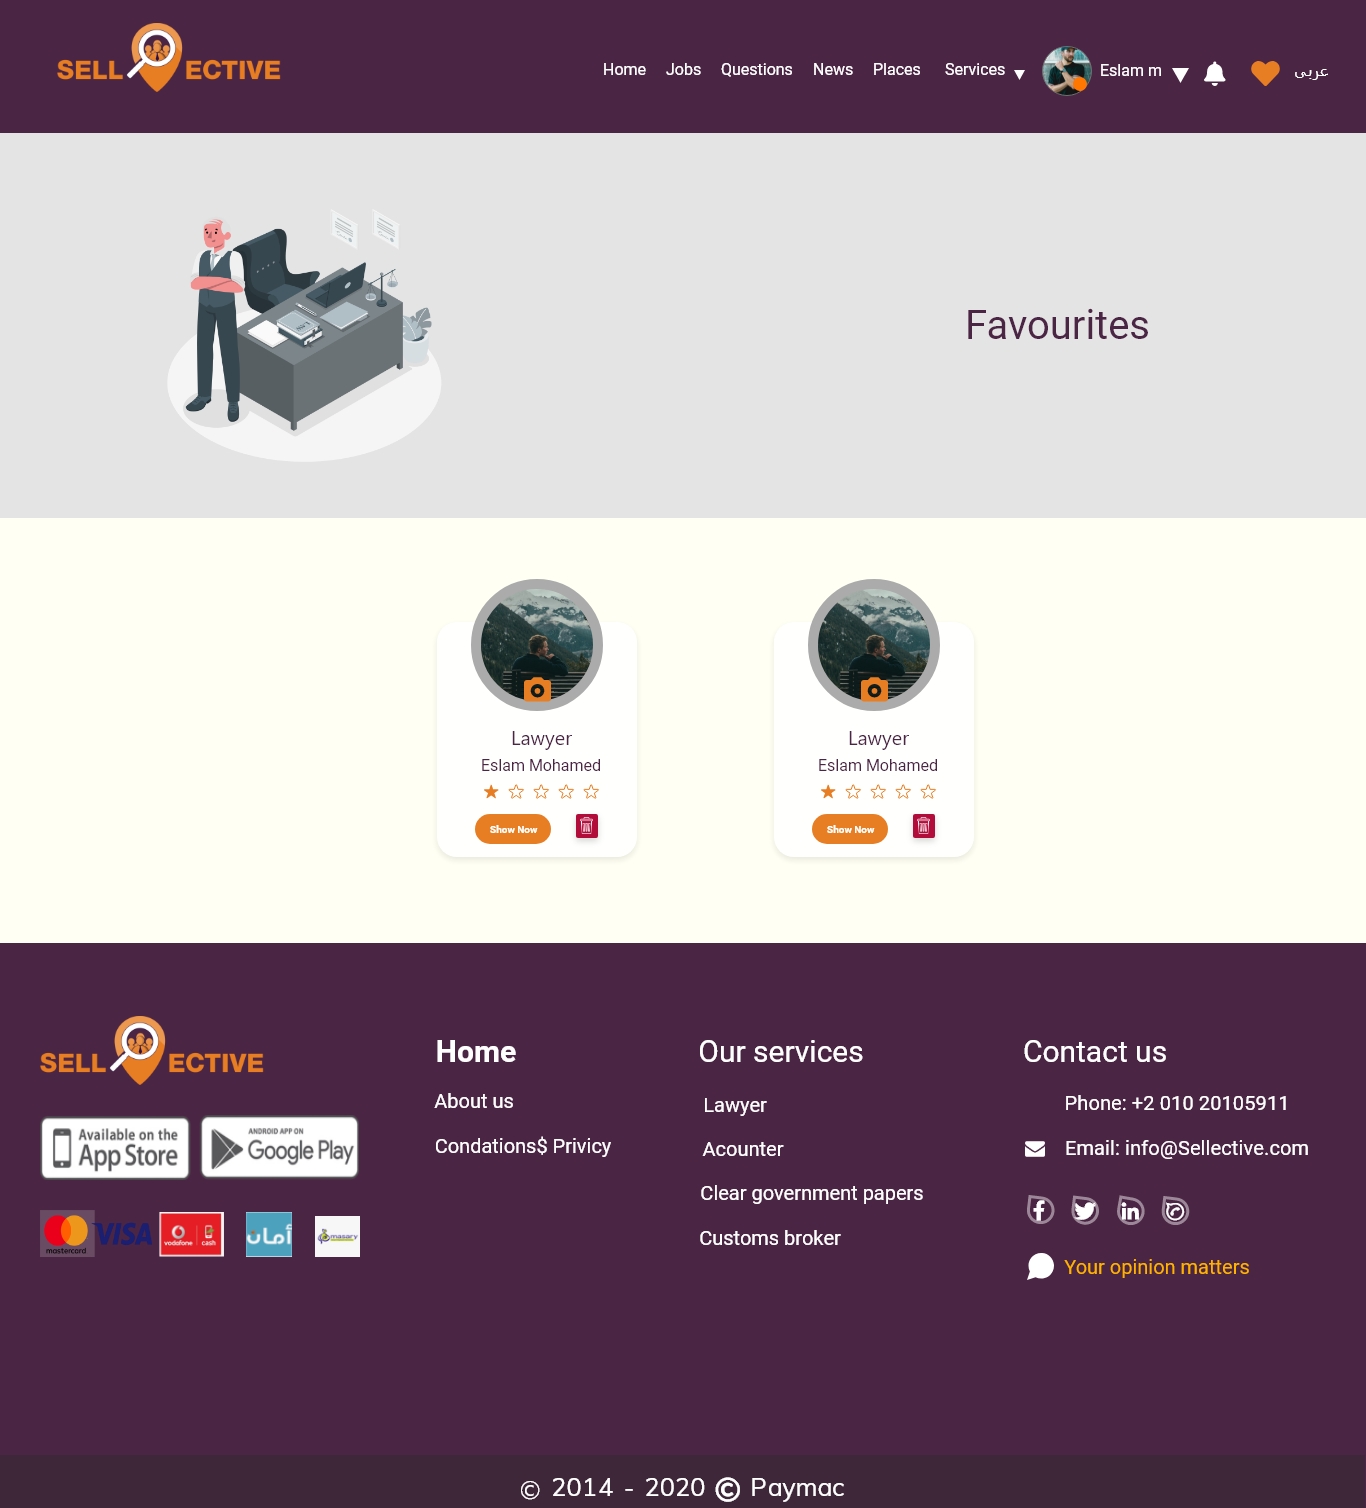 SELL ECTIVE
Home Jobs Questions News Places Services Eslam m عربى
Favourites
Lawyer
Eslam Mohamed
Show Now
Lawyer
Eslam Mohamed
Show Now
SELL ECTIVE
Available on the
App Store
ANDROID APP ON
Google Play
mastercard
VISA
vodafone cash
أمان
masary
Home
About us
Condations$ Privicy
Our services
Lawyer
Acounter
Clear government papers
Customs broker
Contact us
Phone: +2 010 20105911
Email: info@Sellective.com
Your opinion matters
© 2014 - 2020 © Paymac